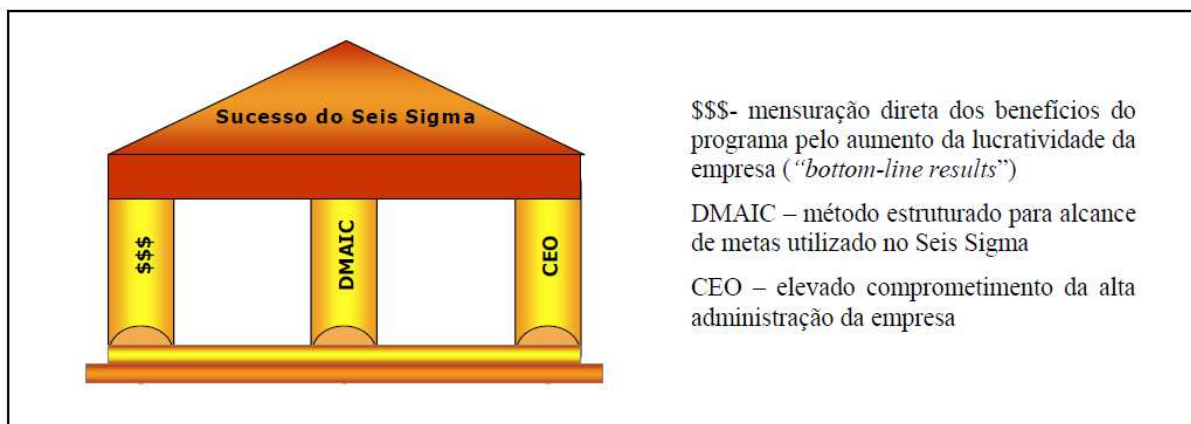 Sucesso do Seis Sigma
$$$
DMAIC
CEO
$$$- mensuração direta dos benefícios do
programa pelo aumento da lucratividade da
empresa (“bottom-line results”)
DMAIC – método estruturado para alcance
de metas utilizado no Seis Sigma
CEO – elevado comprometimento da alta
administração da empresa